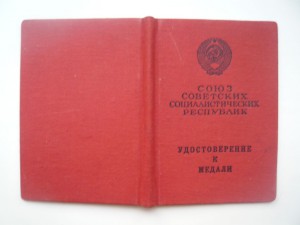 СОЮЗ
СОВЕТСКИХ
СОЦИАЛИСТИЧЕСКИХ
РЕСПУБЛИК
УДОСТОВЕРЕНИЕ
К
МЕДАЛИ